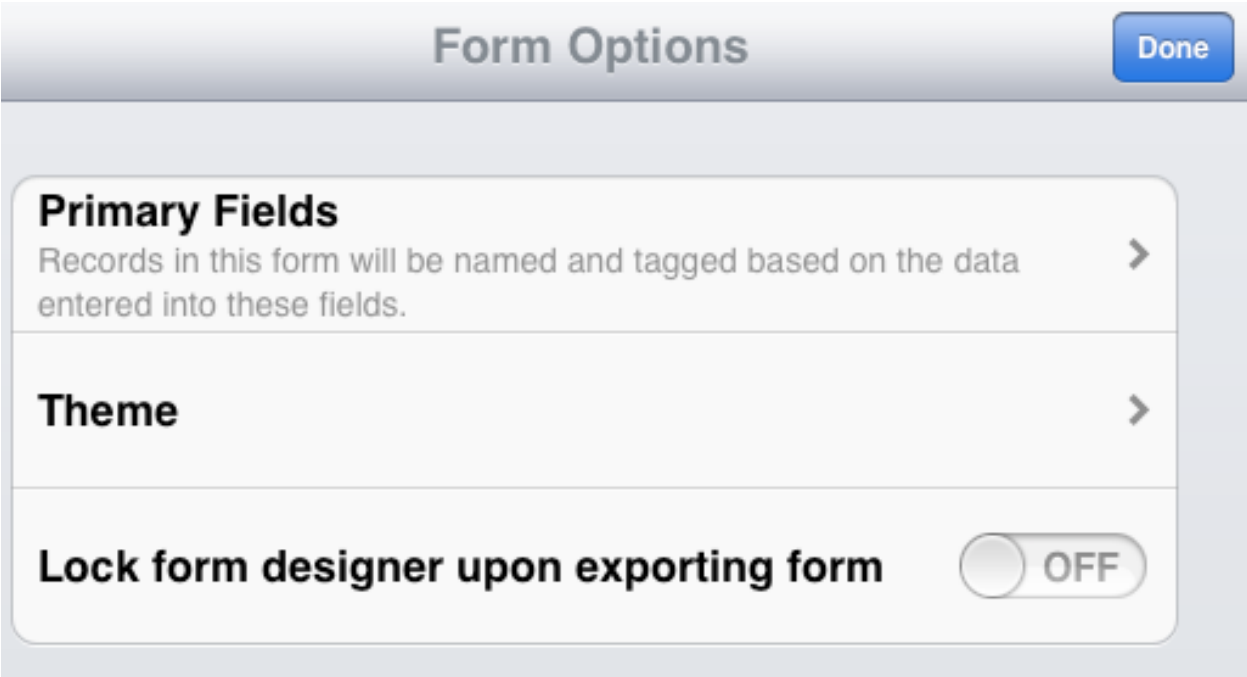 Form Options
Done
Primary Fields
Records in this form will be named and tagged based on the data
entered into these fields.
Theme
Lock form designer upon exporting form
OFF